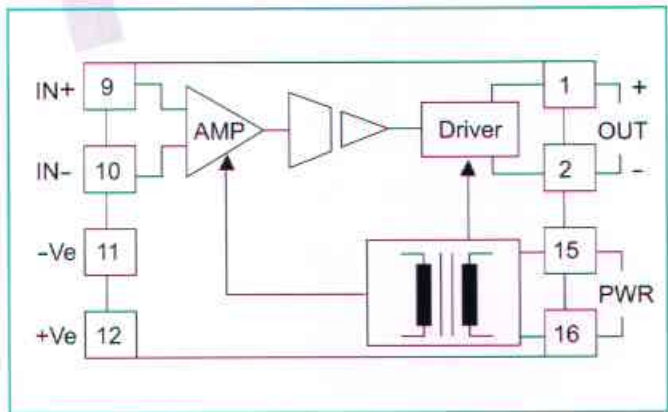 IN+ 9 1 +
AMP Driver OUT
IN- 10 2 -
-Ve 11 15
PWR
+Ve 12 16